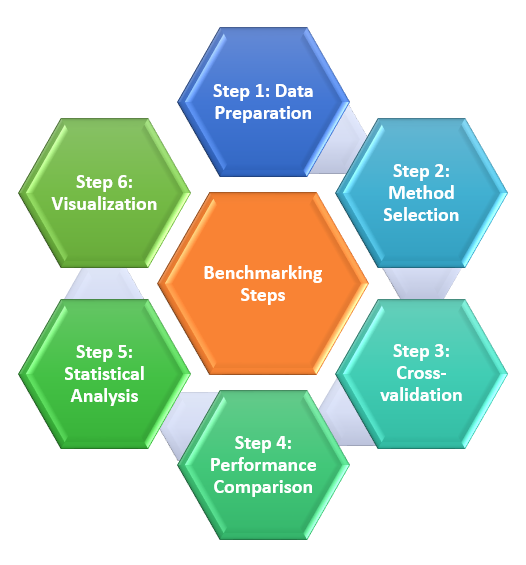 Step 1: Data
Preparation
Step 2:
Method
Selection
Step 3:
Cross-
validation
Step 4:
Performance
Comparison
Step 5:
Statistical
Analysis
Step 6:
Visualization
Benchmarking
Steps